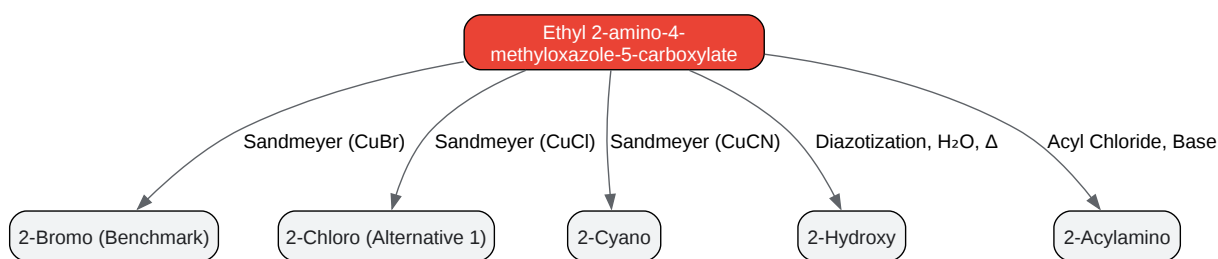 Ethyl 2-amino-4-
methyloxazole-5-carboxylate
Sandmeyer (CuBr)
Sandmeyer (CuCl)
Sandmeyer (CuCN)
Diazotization, H₂O, Δ
Acyl Chloride, Base
2-Bromo (Benchmark)
2-Chloro (Alternative 1)
2-Cyano
2-Hydroxy
2-Acylamino